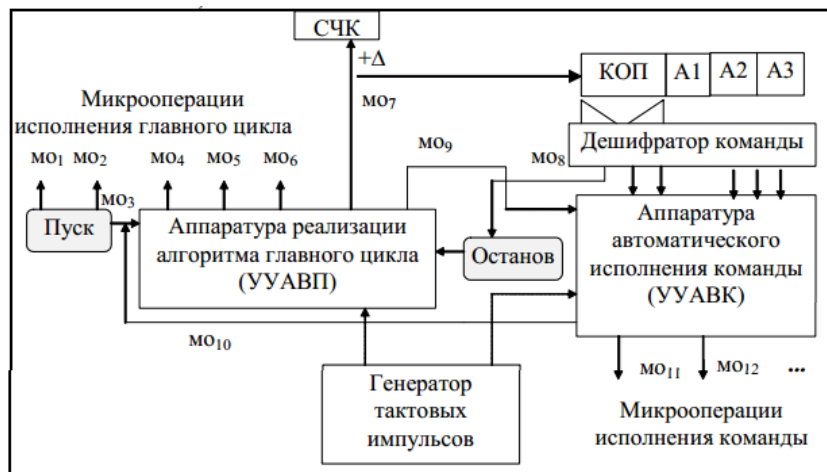 СЧК
+Δ
КОП А1 А2 А3
мо₇
Микрооперации
исполнения главного цикла
мо₁ мо₂ мо₄ мо₅ мо₆
мо₉
мо₈
Дешифратор команды
мо₃
Пуск
Аппаратура реализации
алгоритма главного цикла
(УУАВП)
Останов
Аппаратура
автоматического
исполнения команды
(УУАВК)
мо₁₀
Генератор
тактовых
импульсов
мо₁₁ мо₁₂ ...
Микрооперации
исполнения команды